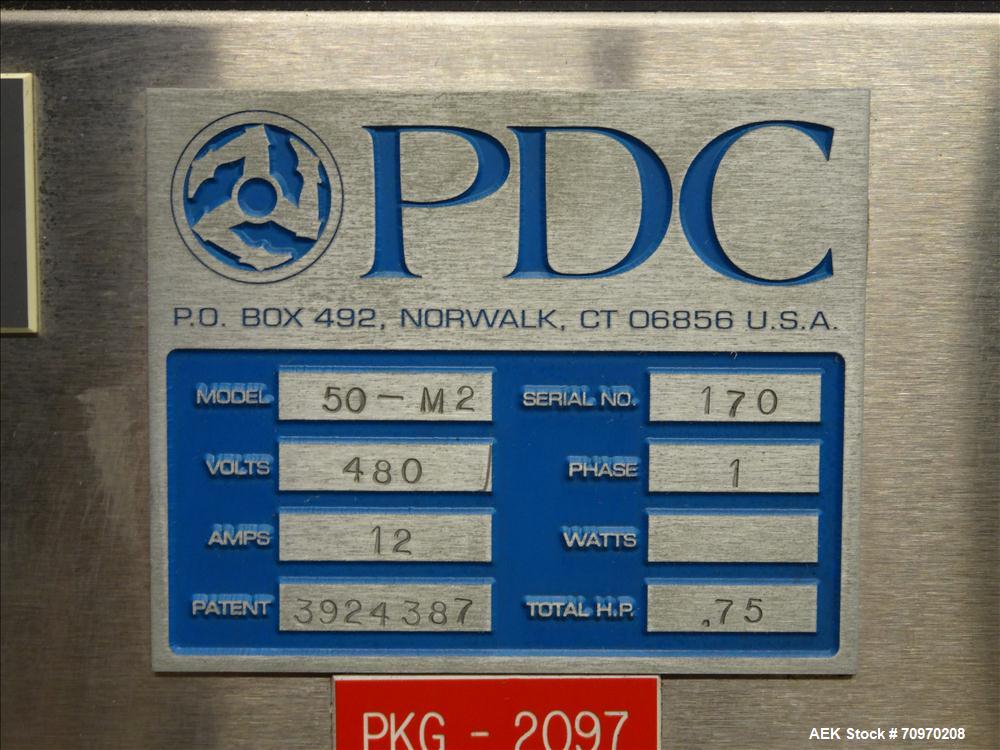 PDC
P.O. BOX 492, NORWALK, CT 06856 U.S.A.
MODEL 50-M2 SERIAL NO. 170
VOLTS 480 PHASE 1
AMPS 12 WATTS
PATENT 3924387 TOTAL H.P. .75
PKG - 2097
AEK Stock # 70970208